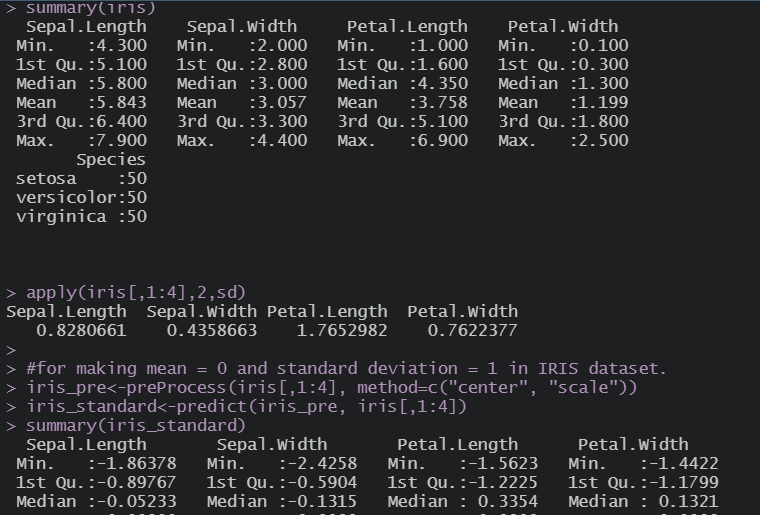 > summary(iris)
  Sepal.Length    Sepal.Width     Petal.Length    Petal.Width
 Min.   :4.300   Min.   :2.000   Min.   :1.000   Min.   :0.100
 1st Qu.:5.100   1st Qu.:2.800   1st Qu.:1.600   1st Qu.:0.300
 Median :5.800   Median :3.000   Median :4.350   Median :1.300
 Mean   :5.843   Mean   :3.057   Mean   :3.758   Mean   :1.199
 3rd Qu.:6.400   3rd Qu.:3.300   3rd Qu.:5.100   3rd Qu.:1.800
 Max.   :7.900   Max.   :4.400   Max.   :6.900   Max.   :2.500
       Species
 setosa    :50
 versicolor:50
 virginica :50
> apply(iris[,1:4],2,sd)
Sepal.Length  Sepal.Width Petal.Length  Petal.Width
   0.8280661    0.4358663    1.7652982    0.7622377
>
> #for making mean = 0 and standard deviation = 1 in IRIS dataset.
> iris_pre<-preProcess(iris[,1:4], method=c("center", "scale"))
> iris_standard<-predict(iris_pre, iris[,1:4])
> summary(iris_standard)
  Sepal.Length       Sepal.Width       Petal.Length      Petal.Width
 Min.   :-1.86378   Min.   :-2.4258   Min.   :-1.5623   Min.   :-1.4422
 1st Qu.:-0.89767   1st Qu.:-0.5904   1st Qu.:-1.2225   1st Qu.:-1.1799
 Median :-0.05233   Median :-0.1315   Median : 0.3354   Median : 0.1321